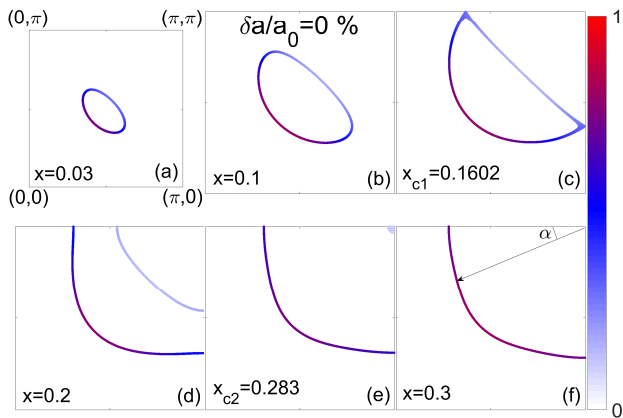 (0,π) (π,π) δa/a0=0 % 1
x=0.03 (a) x=0.1 (b) xc1=0.1602 (c)
(0,0) (π,0)
α
x=0.2 (d) xc2=0.283 (e) x=0.3 (f)
0